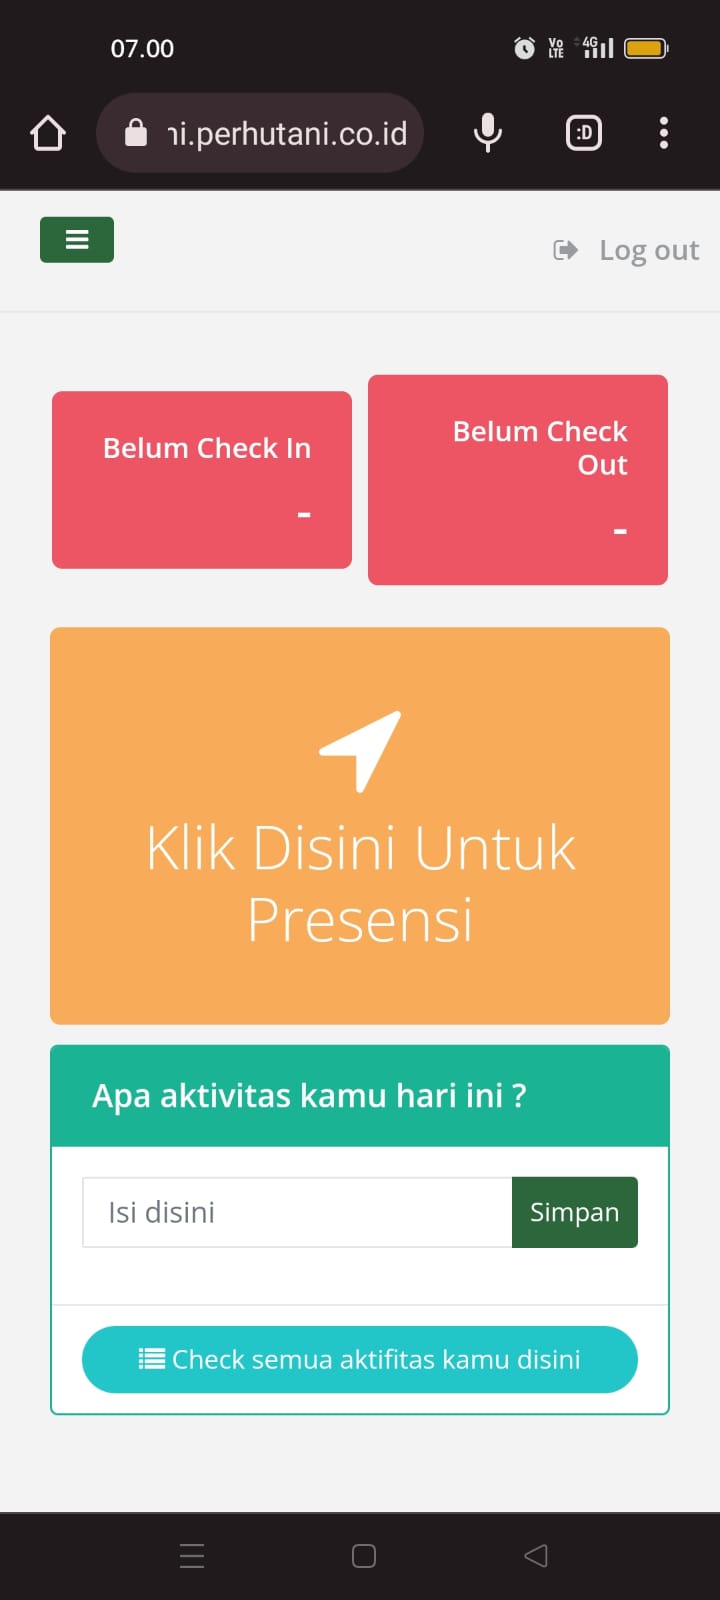 07.00
Vo LTE 4G
ni.perhutani.co.id
:D
Log out
Belum Check In
-
Belum Check
Out
-
Klik Disini Untuk
Presensi
Apa aktivitas kamu hari ini ?
Isi disini
Simpan
Check semua aktifitas kamu disini